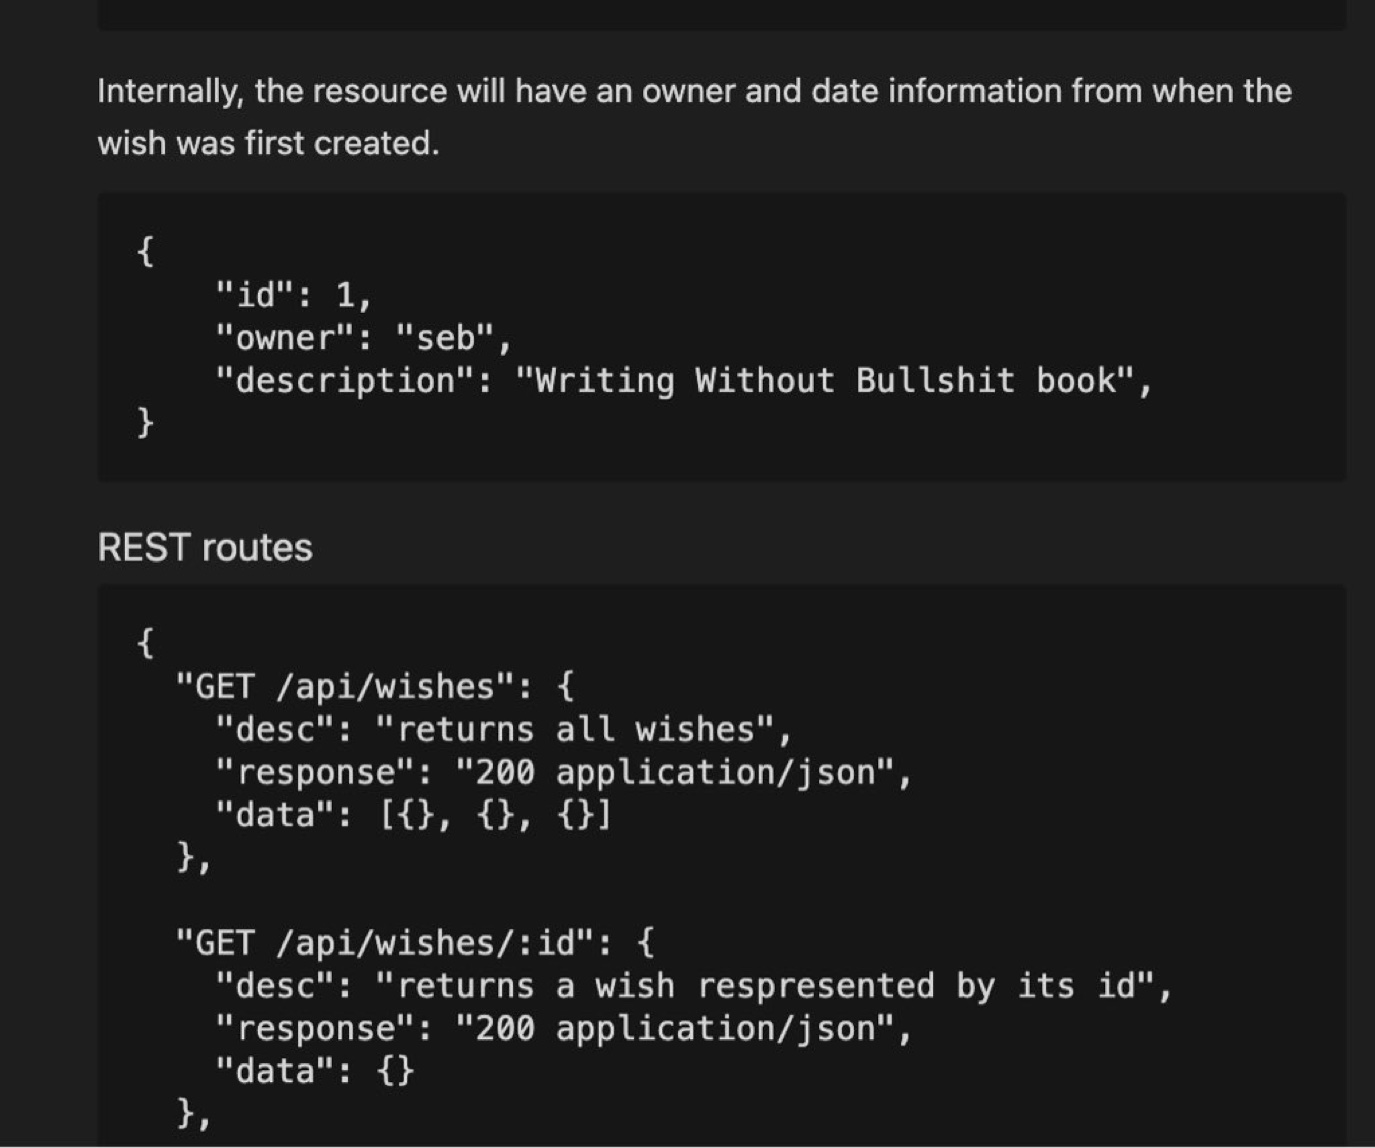 Internally, the resource will have an owner and date information from when the
wish was first created.
{
    "id": 1,
    "owner": "seb",
    "description": "Writing Without Bullshit book",
}
REST routes
{
  "GET /api/wishes": {
    "desc": "returns all wishes",
    "response": "200 application/json",
    "data": [{}, {}, {}]
  },
  "GET /api/wishes/:id": {
    "desc": "returns a wish respresented by its id",
    "response": "200 application/json",
    "data": {}
  },